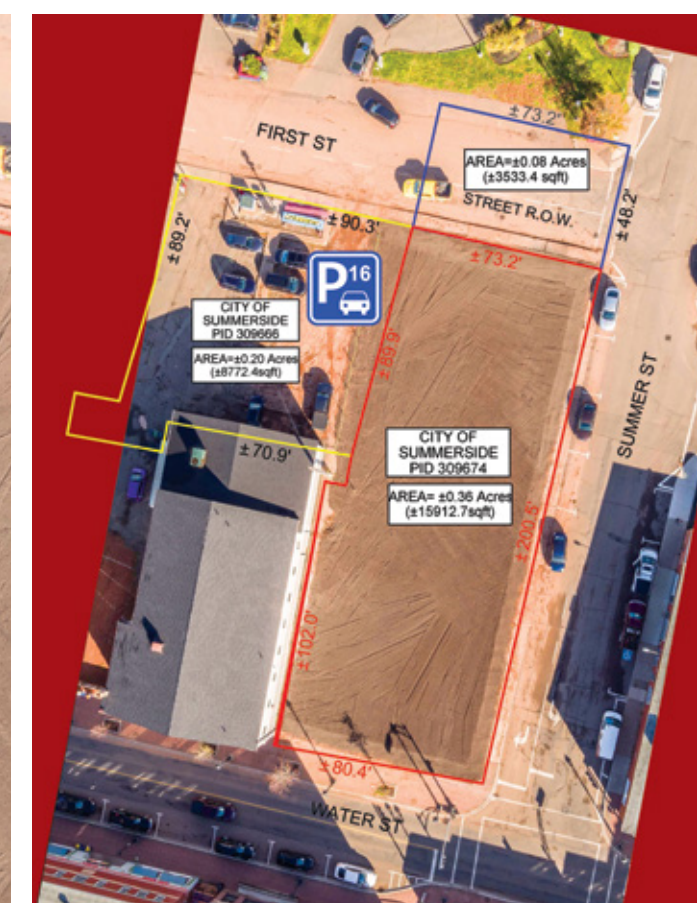 ±73.2'
FIRST ST
AREA=±0.08 Acres
(±3533.4 sqft)
STREET R.O.W.
±48.2'
±89.2'
±90.3'
±73.2'
P16
CITY OF
SUMMERSIDE
PID 309666
AREA=±0.20 Acres
(±8772.4sqft)
±89.9'
SUMMER ST
±70.9'
CITY OF
SUMMERSIDE
PID 309674
AREA= ±0.36 Acres
(±15912.7sqft)
±200.6'
±102.0'
±80.4'
WATER ST